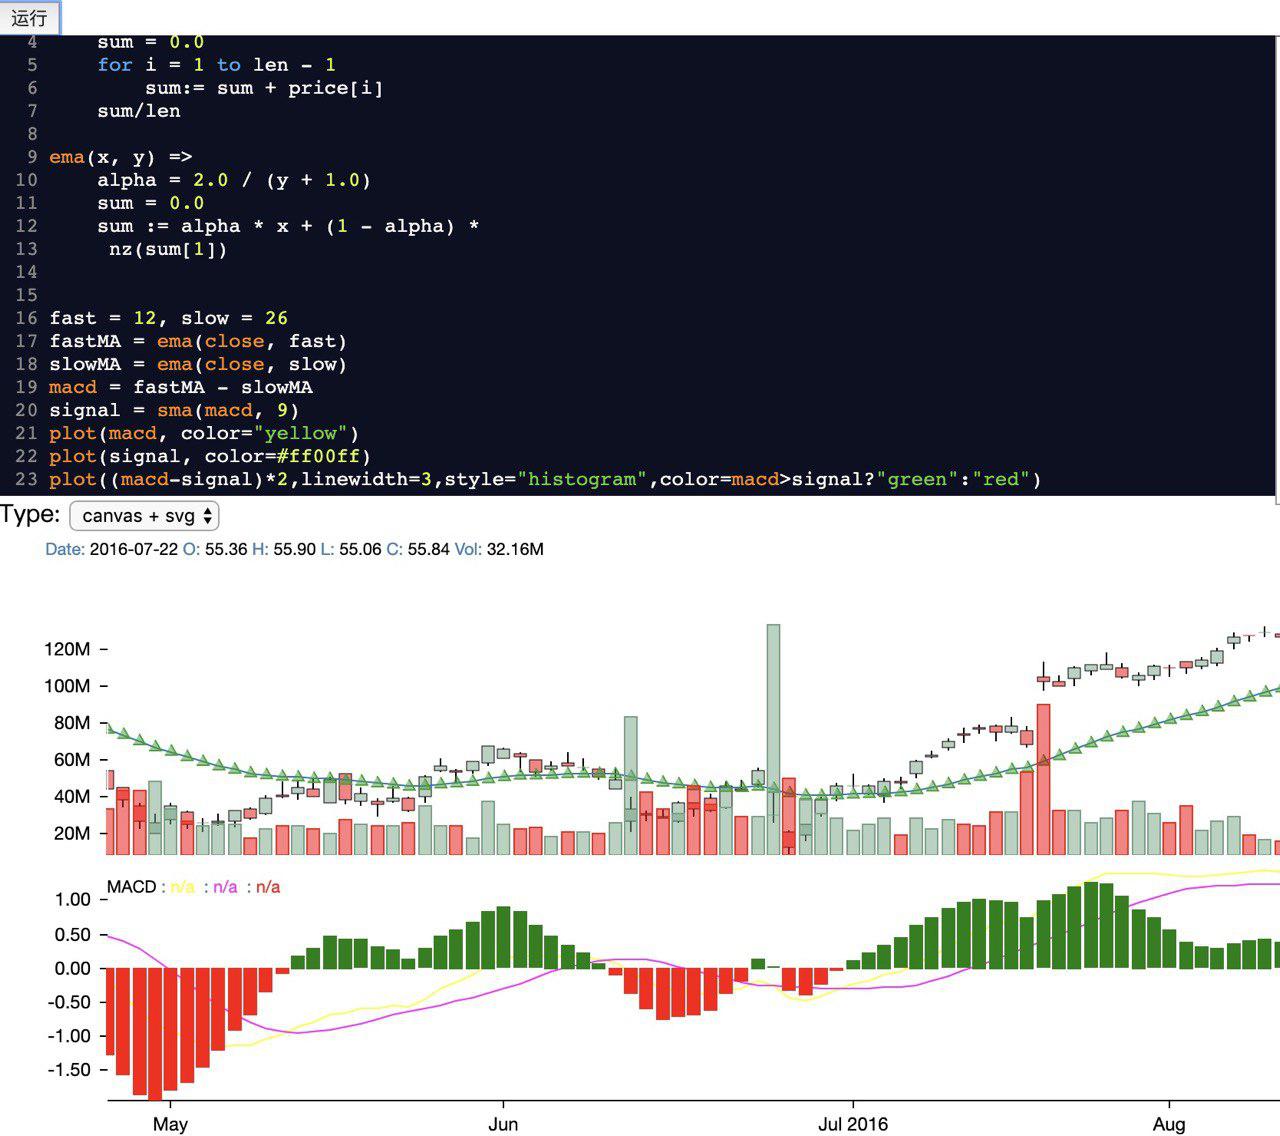 运行
4 sum = 0.0
5 for i = 1 to len - 1
6 sum:= sum + price[i]
7 sum/len
8
9 ema(x, y) =>
10 alpha = 2.0 / (y + 1.0)
11 sum = 0.0
12 sum := alpha * x + (1 - alpha) *
13 nz(sum[1])
14
15
16 fast = 12, slow = 26
17 fastMA = ema(close, fast)
18 slowMA = ema(close, slow)
19 macd = fastMA - slowMA
20 signal = sma(macd, 9)
21 plot(macd, color="yellow")
22 plot(signal, color=#ff00ff)
23 plot((macd-signal)*2,linewidth=3,style="histogram",color=macd>signal?"green":"red")
Type: canvas + svg
Date: 2016-07-22 O: 55.36 H: 55.90 L: 55.06 C: 55.84 Vol: 32.16M
120M
100M
80M
60M
40M
20M
MACD : n/a : n/a : n/a
1.00
0.50
0.00
-0.50
-1.00
-1.50
May Jun Jul 2016 Aug